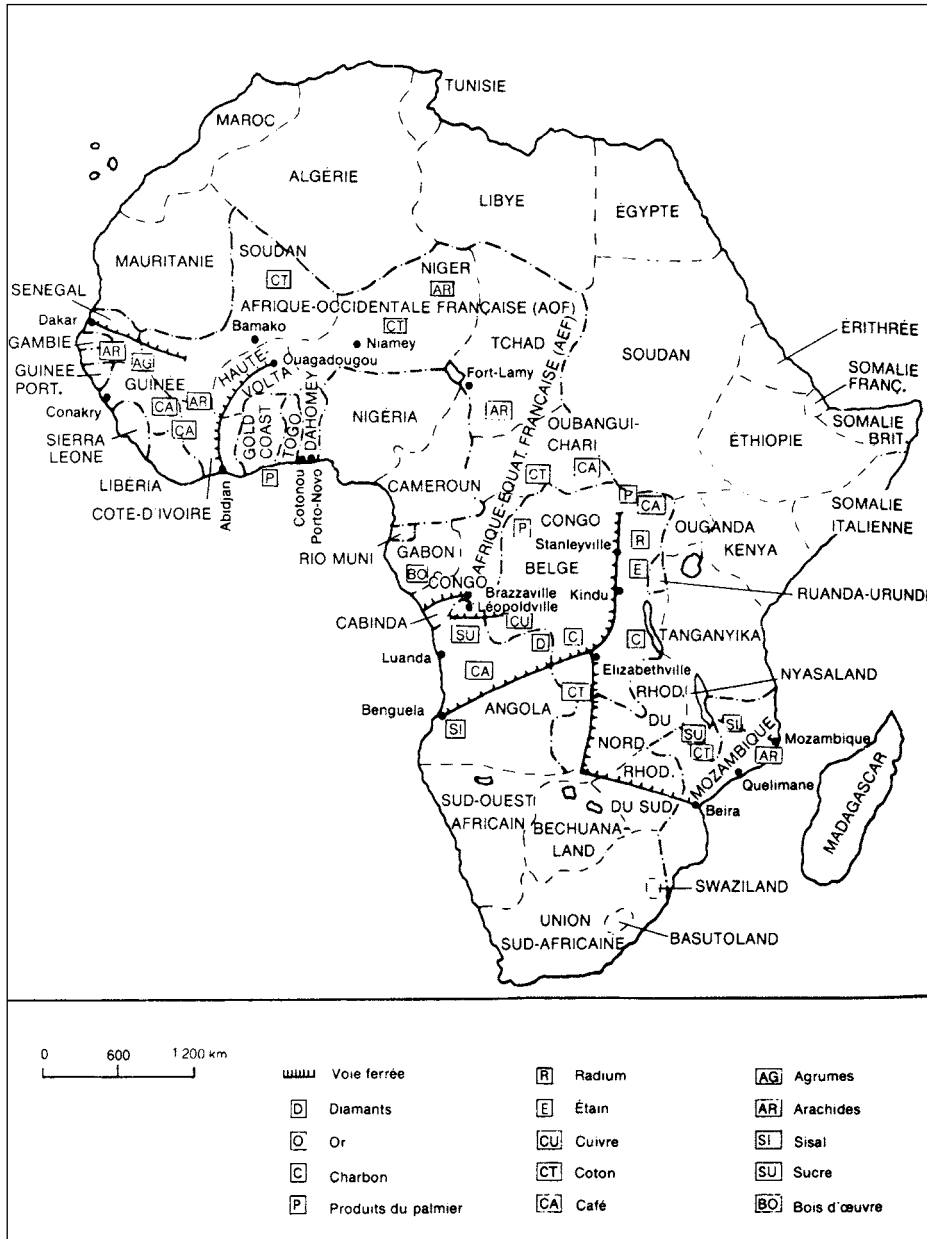 TUNISIE
MAROC
ALGÉRIE
LIBYE
ÉGYPTE
MAURITANIE
SOUDAN
CT
NIGER
AR
SENEGAL
AFRIQUE-OCCIDENTALE FRANÇAISE (AOF)
Dakar
Bamako
CT
Niamey
TCHAD
SOUDAN
ÉRITHRÉE
GAMBIE
AR
AG
HAUTE
VOLTA
Ouagadougou
Fort-Lamy
SOMALIE
FRANÇ.
GUINÉE
PORT.
GUINÉE
CA
AR
CA
Conakry
GOLD
COAST
TOGO
DAHOMEY
NIGÉRIA
AR
AFRIQUE-EQUAT. FRANÇAISE (AEF)
OUBANGUI-
CHARI
ÉTHIOPIE
SOMALIE
BRIT.
SIERRA
LEONE
LIBERIA
P
CT
CA
CAMEROUN
COTE-D'IVOIRE
Abidjan
Cotonou
Porto-Novo
P
CA
SOMALIE
ITALIENNE
RIO MUNI
GABON
BO
P
CONGO
BELGE
Stanleyville
R
E
OUGANDA
KENYA
CONGO
Brazzaville
Léopoldville
Kindu
RUANDA-URUNDI
CABINDA
SU
CU
D
C
C
TANGANYIKA
Luanda
CA
Elizabethville
NYASALAND
Benguela
SI
ANGOLA
CT
RHOD.
DU
NORD
SU
CT
SI
MOZAMBIQUE
Mozambique
AR
RHOD.
DU SUD
Quelimane
Beira
SUD-OUEST
AFRICAIN
BECHUANA-
LAND
MADAGASCAR
SWAZILAND
UNION
SUD-AFRICAINE
BASUTOLAND
0 600 1 200 km
Voie ferrée
D Diamants
O Or
C Charbon
P Produits du palmier
R Radium
E Étain
CU Cuivre
CT Coton
CA Café
AG Agrumes
AR Arachides
SI Sisal
SU Sucre
BO Bois d'œuvre